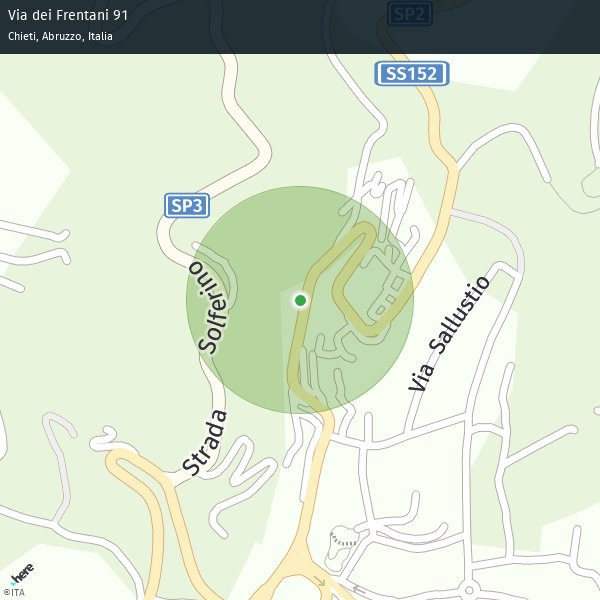 Via dei Frentani 91
Chieti, Abruzzo, Italia
SP2
SS152
SP3
Strada Solferino
Via Sallustio
here
©ITA